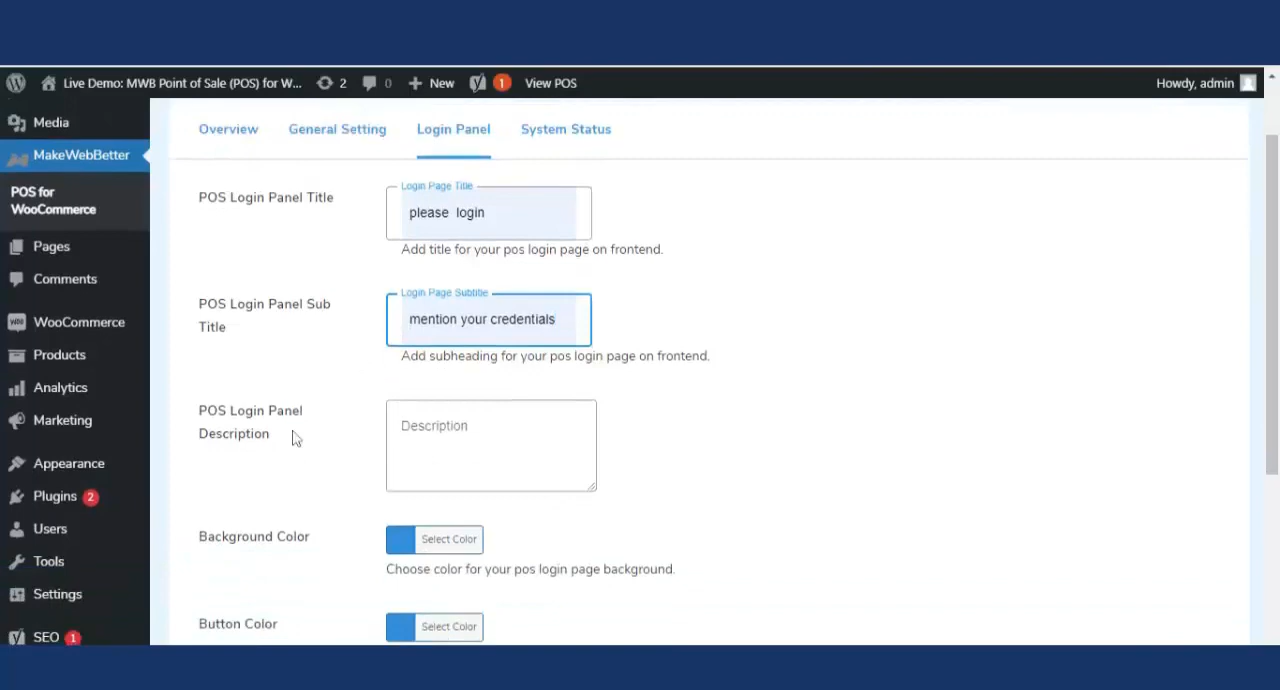 Live Demo: MWB Point of Sale (POS) for W... 2 0 New 1 View POS Howdy, admin
Media
MakeWebBetter
POS for
WooCommerce
Pages
Comments
WooCommerce
Products
Analytics
Marketing
Appearance
Plugins 2
Users
Tools
Settings
SEO 1
Overview General Setting Login Panel System Status
POS Login Panel Title
Login Page Title
please login
Add title for your pos login page on frontend.
POS Login Panel Sub
Title
Login Page Subtitle
mention your credentials
Add subheading for your pos login page on frontend.
POS Login Panel
Description
Description
Background Color
Select Color
Choose color for your pos login page background.
Button Color
Select Color